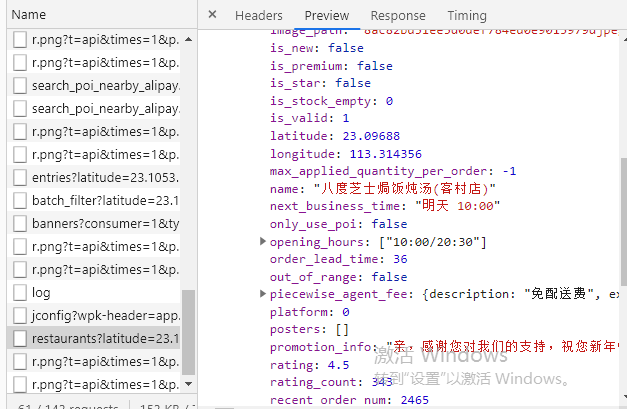 Name
Headers Preview Response Timing
r.png?t=api&times=1&p.
r.png?t=api&times=1&p.
search_poi_nearby_alipay.
search_poi_nearby_alipay.
r.png?t=api&times=1&p.
r.png?t=api&times=1&p.
entries?latitude=23.1053.
batch_filter?latitude=23.1
banners?consumer=1&ty
r.png?t=api&times=1&p.
r.png?t=api&times=1&p.
log
jconfig?wpk-header=app.
restaurants?latitude=23.1
r.png?t=api&times=1&p.
r.png?t=api&times=1&p.
61 / 143 requests 152 KB /
is_new: false
is_premium: false
is_star: false
is_stock_empty: 0
is_valid: 1
latitude: 23.09688
longitude: 113.314356
max_applied_quantity_per_order: -1
name: "八度芝士焗饭炖汤(客村店)"
next_business_time: "明天 10:00"
only_use_poi: false
opening_hours: ["10:00/20:30"]
order_lead_time: 36
out_of_range: false
piecewise_agent_fee: {description: "免配送费", ex
platform: 0
posters: []
promotion_info: "亲，感谢您对我们的支持，祝您新年
rating: 4.5
rating_count: 343
recent_order_num: 2465
激活 Windows
转到"设置"以激活 Windows。